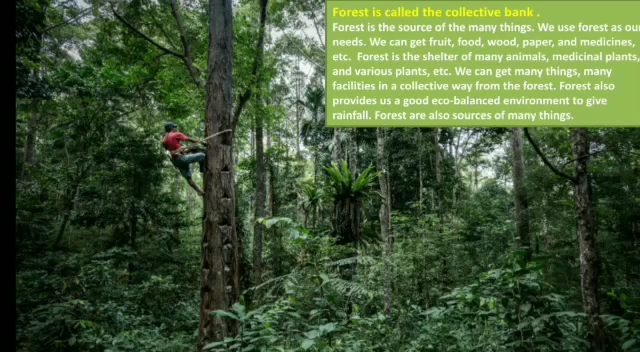 Forest is called the collective bank .
Forest is the source of the many things. We use forest as our
needs. We can get fruit, food, wood, paper, and medicines,
etc. Forest is the shelter of many animals, medicinal plants,
and various plants, etc. We can get many things, many
facilities in a collective way from the forest. Forest also
provides us a good eco-balanced environment to give
rainfall. Forest are also sources of many things.